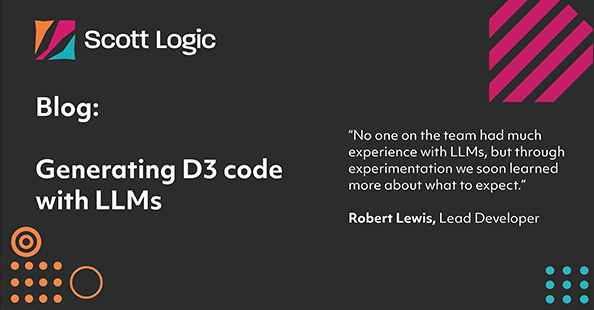 Scott Logic
Blog:
Generating D3 code
with LLMs
"No one on the team had much
experience with LLMs, but through
experimentation we soon learned
more about what to expect."
Robert Lewis, Lead Developer